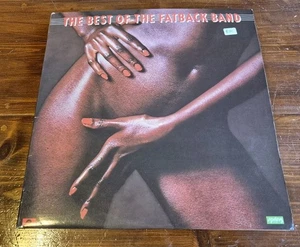 THE BEST OF THE FATBACK BAND